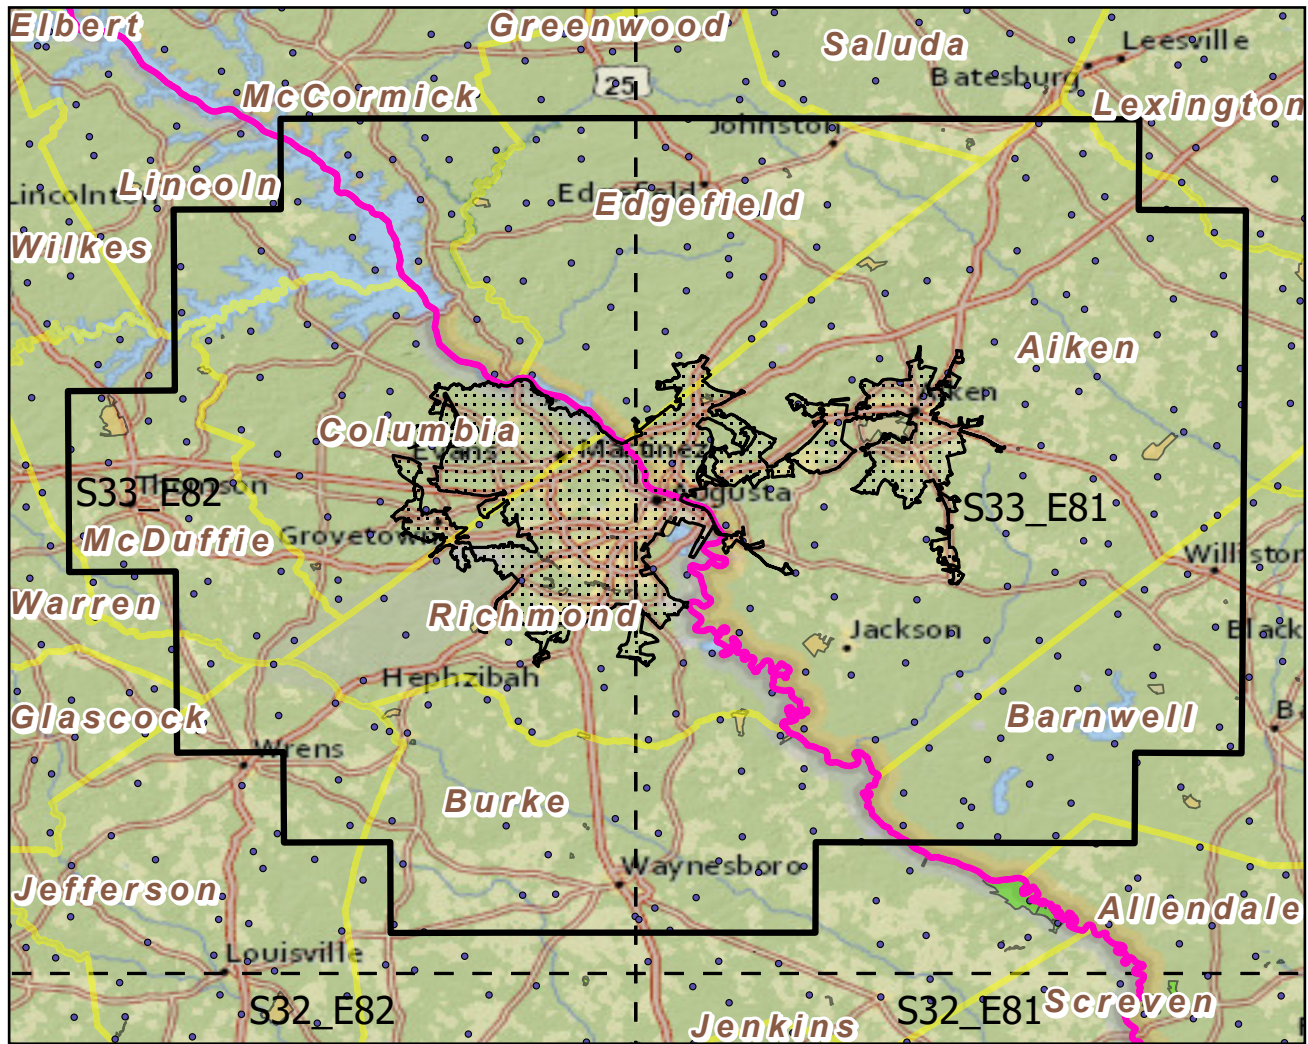 Elbert
Greenwood
Saluda
Leesville
Batesburg
25
McCormick
Lexington
Johnston
Lincoln
Edgefield
Wilkes
Aiken
Columbia
Evans
Martinez
S33_E82
Thomson
Augusta
S33_E81
McDuffie
Grovetown
Williston
Warren
Richmond
Jackson
Black
Hephzibah
Glascock
Barnwell
Ba
Wrens
Burke
Waynesboro
Jefferson
Allendale
Louisville
S32_E82
S32_E81
Screven
Jenkins